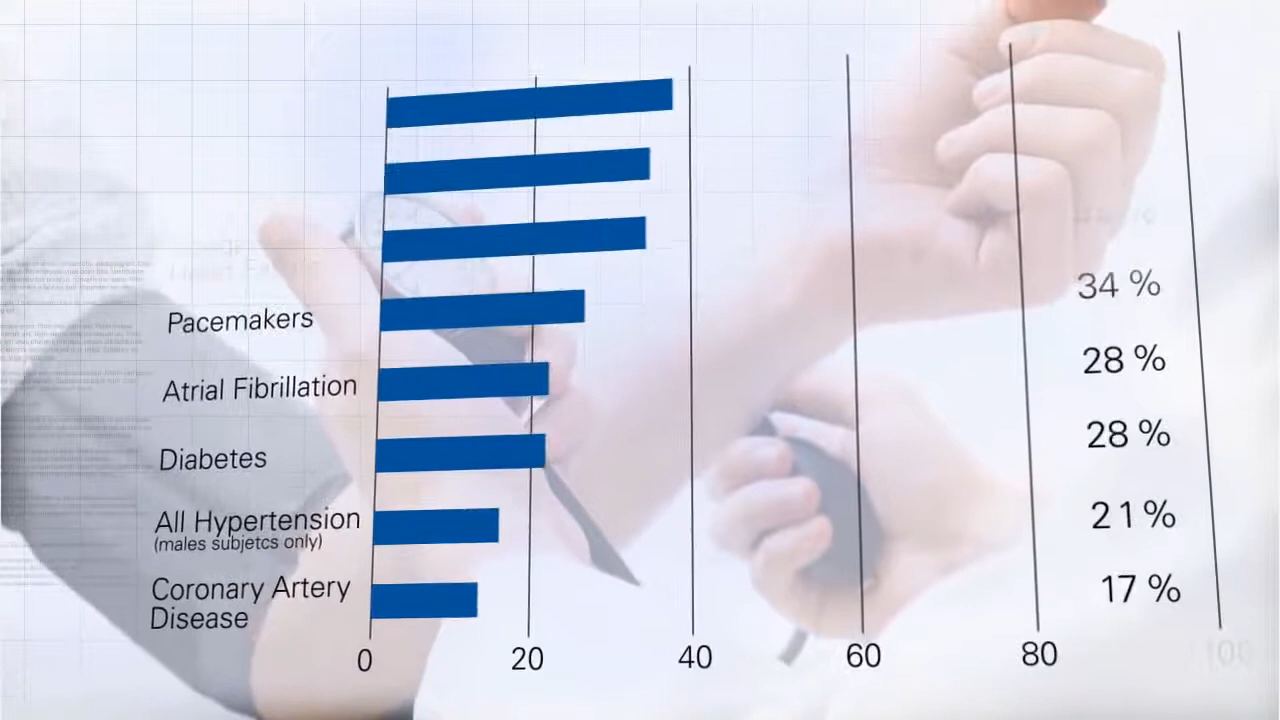 Pacemakers
34 %
Atrial Fibrillation
28 %
Diabetes
28 %
All Hypertension
(males subjetcs only)
21%
Coronary Artery
Disease
17 %
0
20
40
60
80
100